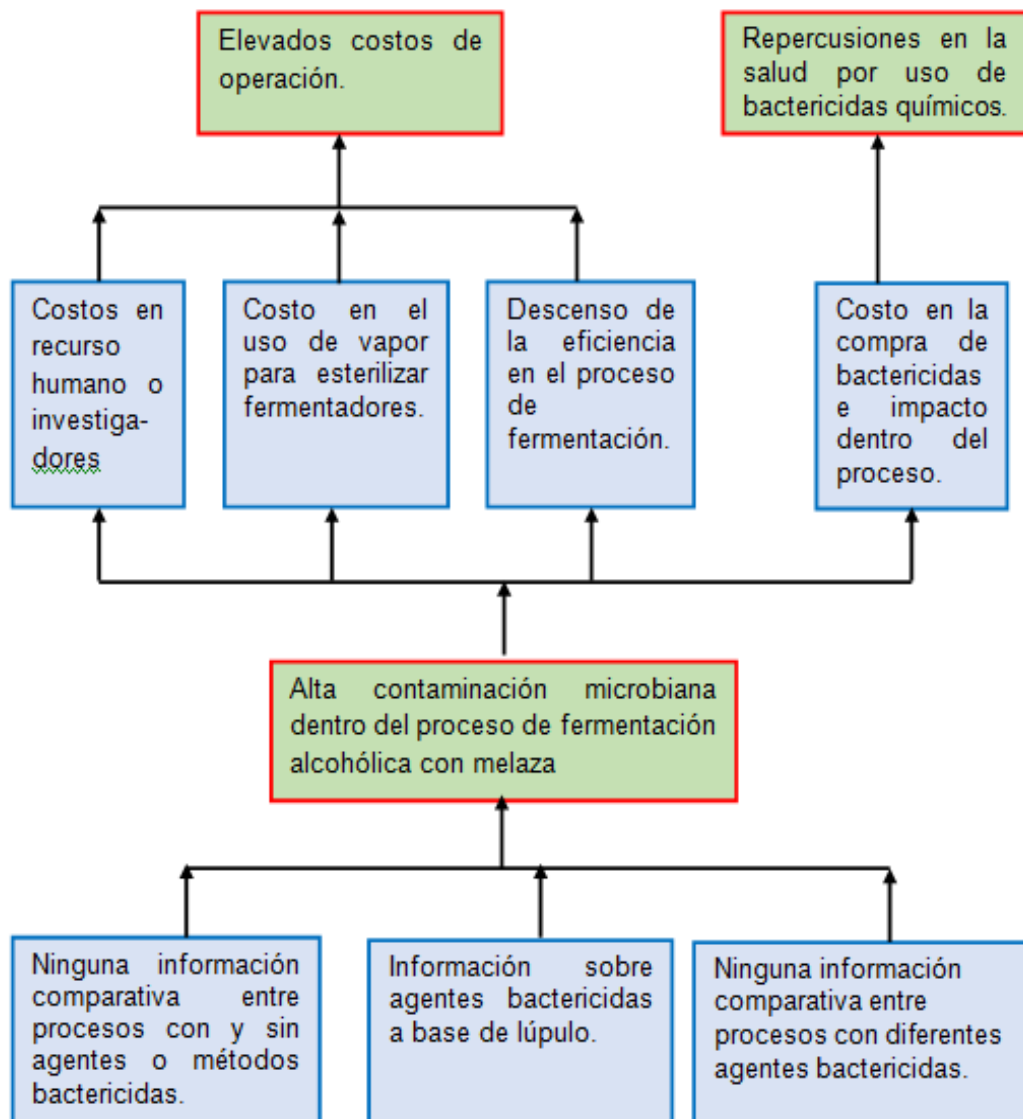 Elevados costos de
operación.
Repercusiones en la
salud por uso de
bactericidas químicos.
Costos en
recurso
humano o
investiga-
dores
Costo en el
uso de vapor
para esterilizar
fermentadores.
Descenso de
la eficiencia
en el proceso
de
fermentación.
Costo en la
compra de
bactericidas
e impacto
dentro del
proceso.
Alta contaminación microbiana
dentro del proceso de fermentación
alcohólica con melaza
Ninguna información
comparativa entre
procesos con y sin
agentes o métodos
bactericidas.
Información sobre
agentes bactericidas
a base de lúpulo.
Ninguna información
comparativa entre
procesos con diferentes
agentes bactericidas.